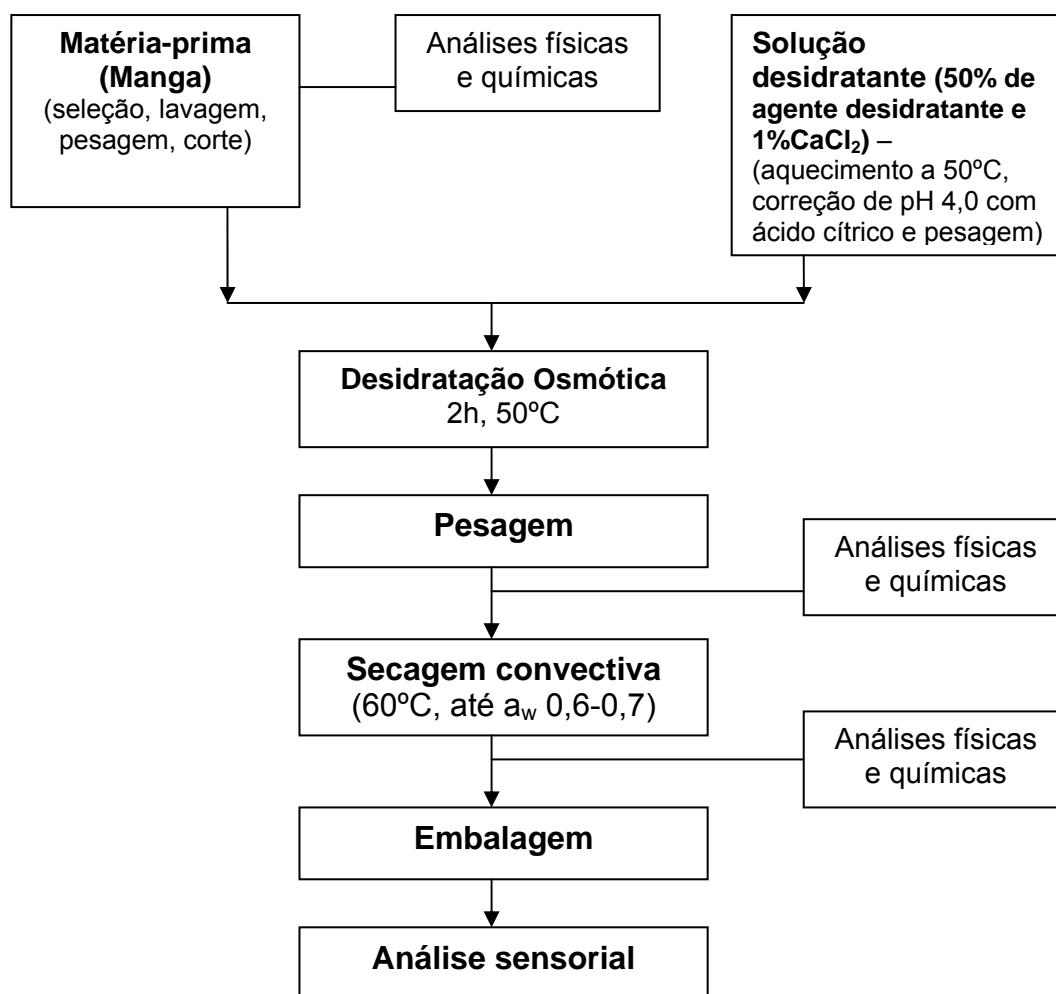 Matéria-prima
(Manga)
(seleção, lavagem,
pesagem, corte)
Análises físicas
e químicas
Solução
desidratante (50% de
agente desidratante e
1%CaCl₂) –
(aquecimento a 50ºC,
correção de pH 4,0 com
ácido cítrico e pesagem)
Desidratação Osmótica
2h, 50ºC
Pesagem
Análises físicas
e químicas
Secagem convectiva
(60ºC, até aw 0,6-0,7)
Análises físicas
e químicas
Embalagem
Análise sensorial